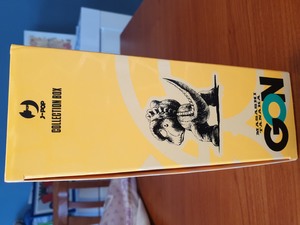 J-POP
COLLECTION BOX
MASASHI
TANAKA
GON